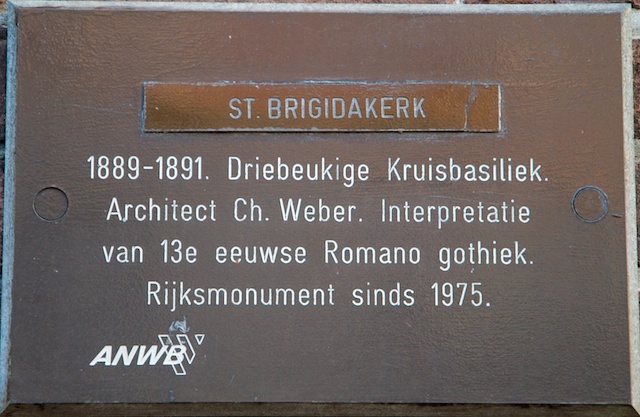 ST. BRIGIDAKERK
1889-1891. Driebeukige Kruisbasiliek.
Architect Ch. Weber. Interpretatie
van 13e eeuwse Romano gothiek.
Rijksmonument sinds 1975.
ANWB